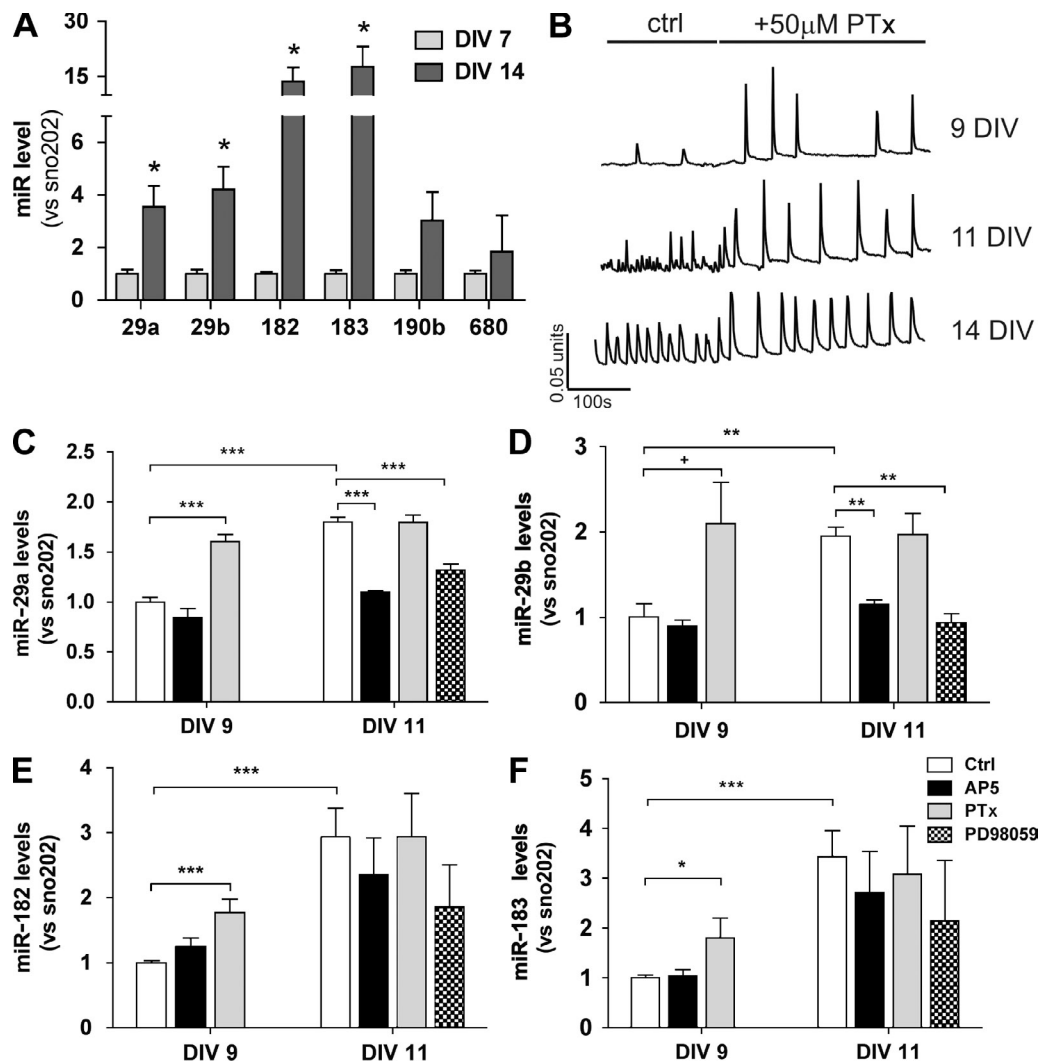 A
30
15
6
4
2
0
miR level
(vs sno202)
DIV 7
DIV 14
*
*
*
*
29a
29b
182
183
190b
680
B
ctrl
+50μM PTx
9 DIV
11 DIV
14 DIV
0.05 units
100s
C
2.5
2.0
1.5
1.0
0.5
0.0
miR-29a levels
(vs sno202)
***
***
***
***
DIV 9
DIV 11
D
3
2
1
0
miR-29b levels
(vs sno202)
**
+
**
**
DIV 9
DIV 11
E
4
3
2
1
0
miR-182 levels
(vs sno202)
***
***
DIV 9
DIV 11
F
5
4
3
2
1
0
miR-183 levels
(vs sno202)
***
*
Ctrl
AP5
PTx
PD98059
DIV 9
DIV 11